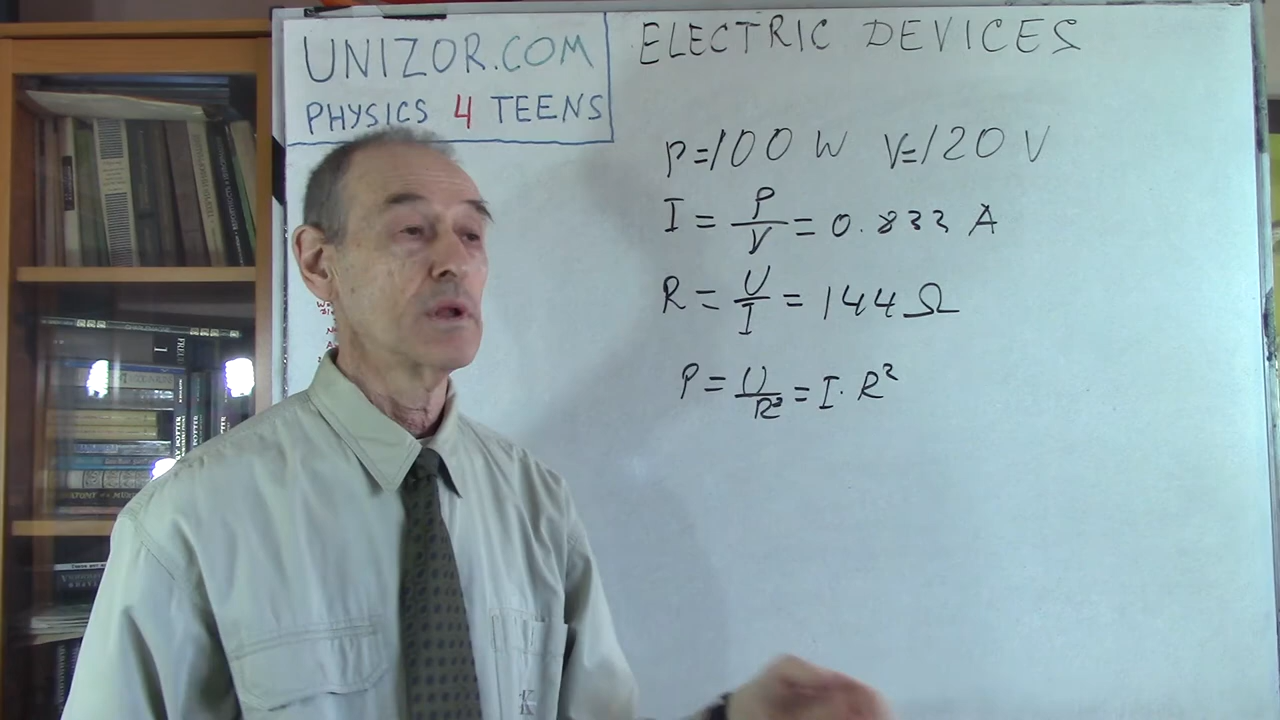 UNIZOR.COM
PHYSICS 4 TEENS
ELECTRIC DEVICES
P=100 W V=120 V
I = P/V = 0.833 A
R = U/I = 144 Ω
P = U/R² = I · R²